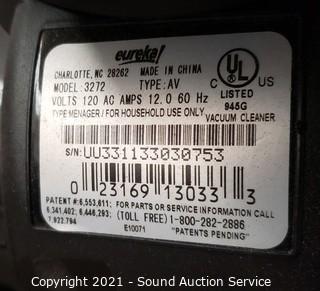 eureka!
CHARLOTTE, NC 28262 MADE IN CHINA
MODEL: 3272 TYPE: AV
VOLTS 120 AC AMPS 12.0 60 Hz
TYPE MENAGER / FOR HOUSEHOLD USE ONLY
UL
LISTED
945G
VACUUM CLEANER
S/N: UU331133030753
0 23169 13033 3
PATENT #: 6,553,611; FOR PARTS OR SERVICE INFORMATION CALL
6,341,402; 6,446,293; (TOLL FREE) 1-800-282-2886
7,922,794
E10071 "PATENTS PENDING"
Copyright 2021 - Sound Auction Service